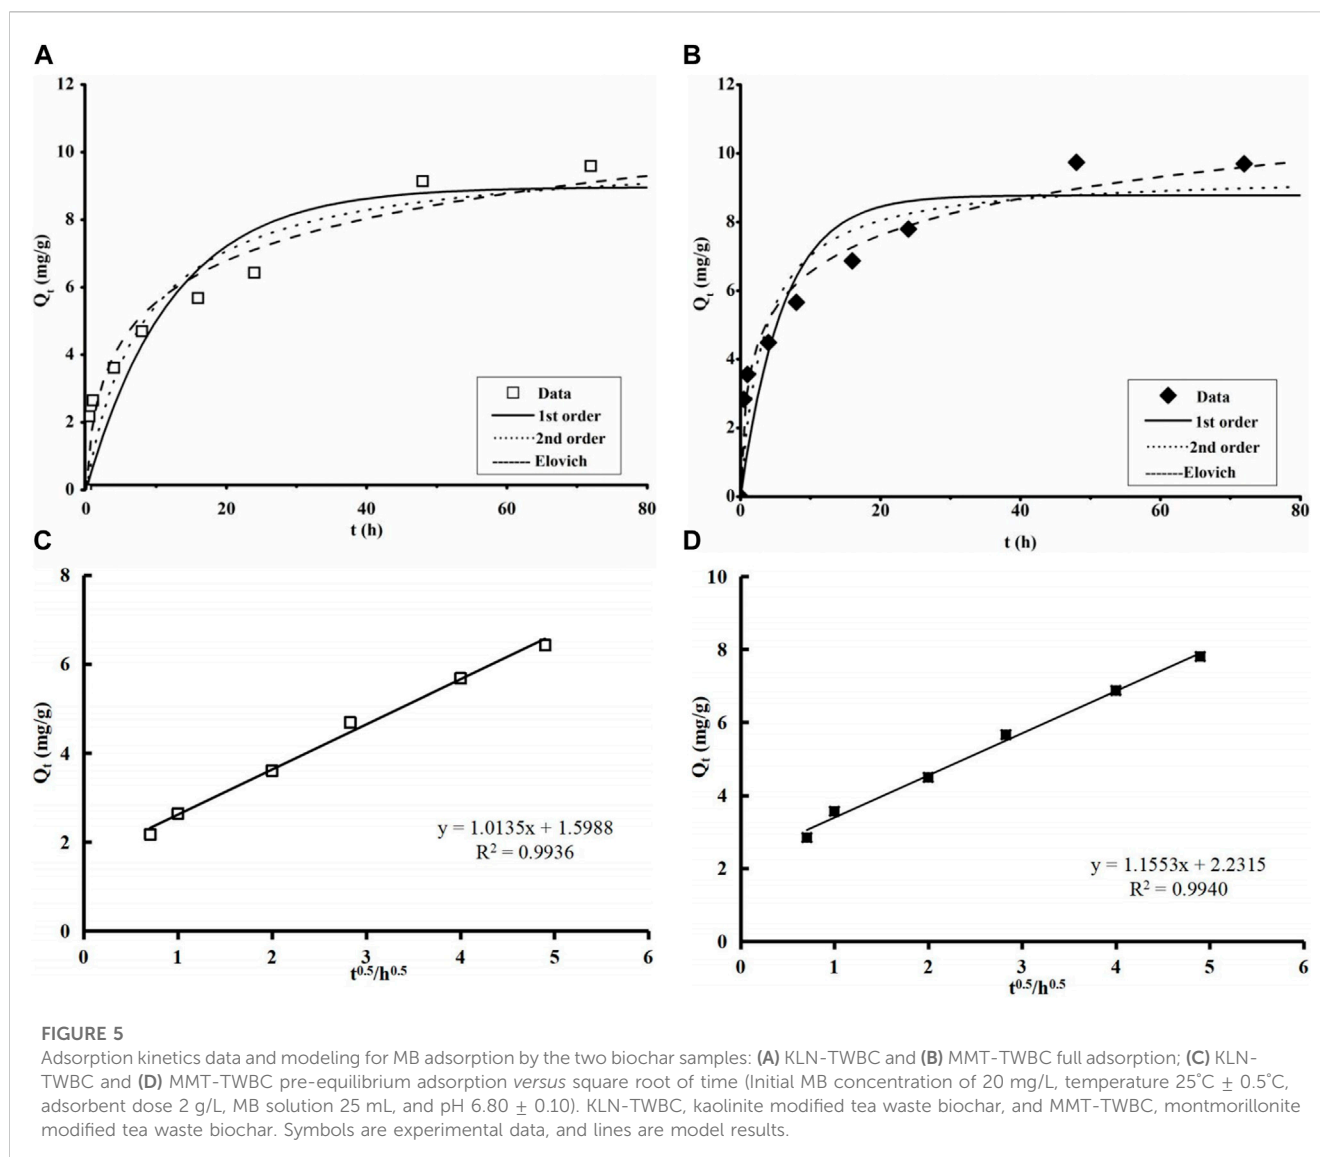 A
12
10
8
6
4
2
0
Qt (mg/g)
0 20 40 60 80
t (h)
Data
1st order
2nd order
Elovich
B
12
10
8
6
4
2
0
Qt (mg/g)
0 20 40 60 80
t (h)
Data
1st order
2nd order
Elovich
C
8
6
4
2
0
Qt (mg/g)
y = 1.0135x + 1.5988
R² = 0.9936
0 1 2 3 4 5 6
t^0.5/h^0.5
D
10
8
6
4
2
0
Qt (mg/g)
y = 1.1553x + 2.2315
R² = 0.9940
0 1 2 3 4 5 6
t^0.5/h^0.5
FIGURE 5
Adsorption kinetics data and modeling for MB adsorption by the two biochar samples: (A) KLN-TWBC and (B) MMT-TWBC full adsorption; (C) KLN-
TWBC and (D) MMT-TWBC pre-equilibrium adsorption versus square root of time (Initial MB concentration of 20 mg/L, temperature 25°C ± 0.5°C,
adsorbent dose 2 g/L, MB solution 25 mL, and pH 6.80 ± 0.10). KLN-TWBC, kaolinite modified tea waste biochar, and MMT-TWBC, montmorillonite
modified tea waste biochar. Symbols are experimental data, and lines are model results.